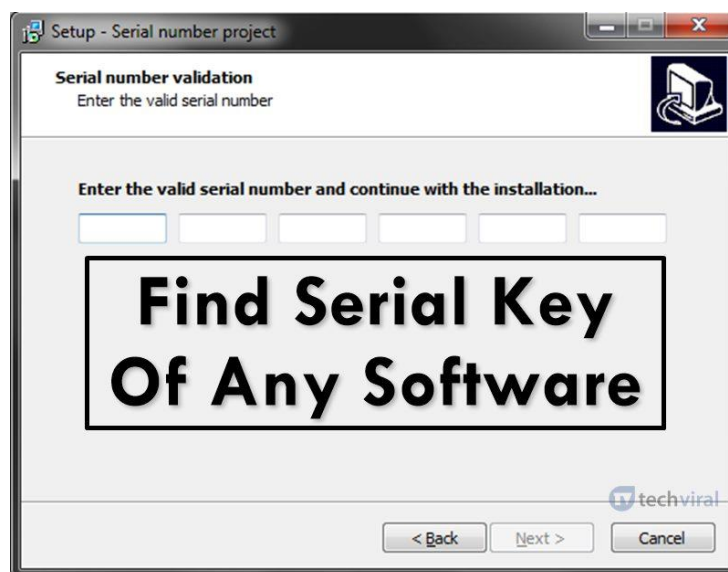 Setup - Serial number project
Serial number validation
Enter the valid serial number
Enter the valid serial number and continue with the installation...
Find Serial Key
Of Any Software
techviral
< Back
Next >
Cancel